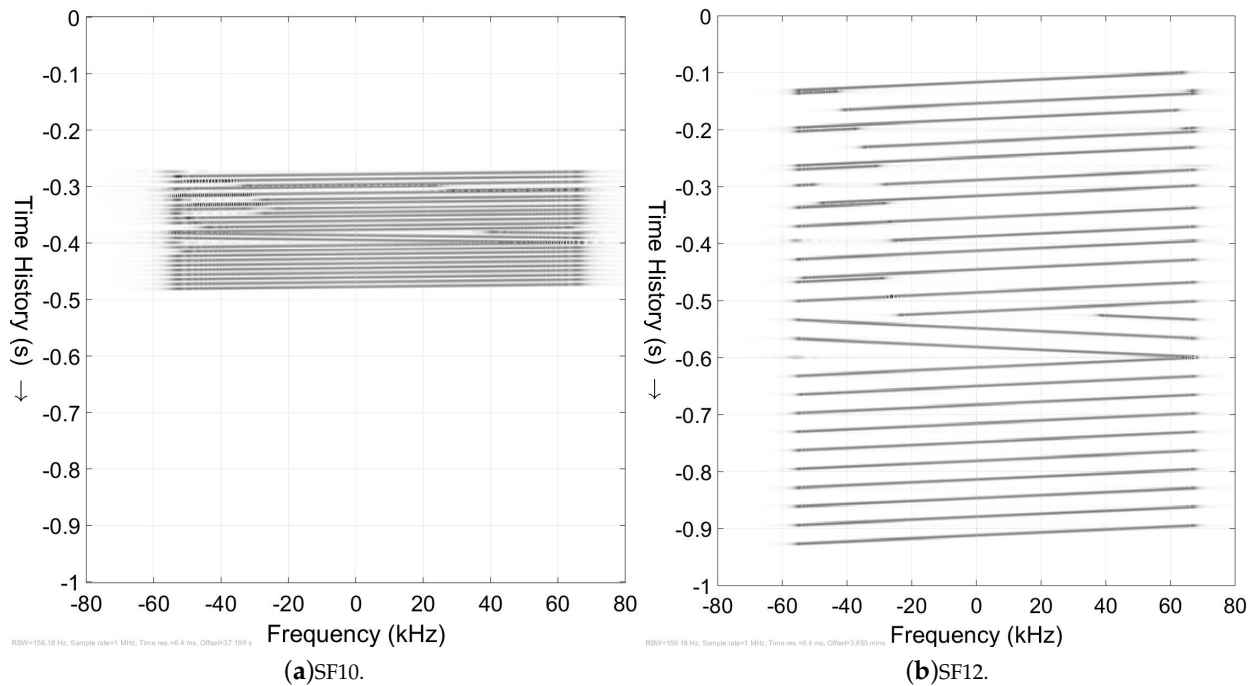 0
-0.1
-0.2
-0.3
-0.4
-0.5
-0.6
-0.7
-0.8
-0.9
-1
Time History (s) →
-80 -60 -40 -20 0 20 40 60 80
Frequency (kHz)
RBW=156.18 Hz, Sample rate=1 MHz, Time res.=6.4 ms, Offset=37.199 s
(a)SF10.
0
-0.1
-0.2
-0.3
-0.4
-0.5
-0.6
-0.7
-0.8
-0.9
-1
Time History (s) →
-80 -60 -40 -20 0 20 40 60 80
Frequency (kHz)
RBW=156.18 Hz, Sample rate=1 MHz, Time res.=6.4 ms, Offset=3.655 mins
(b)SF12.